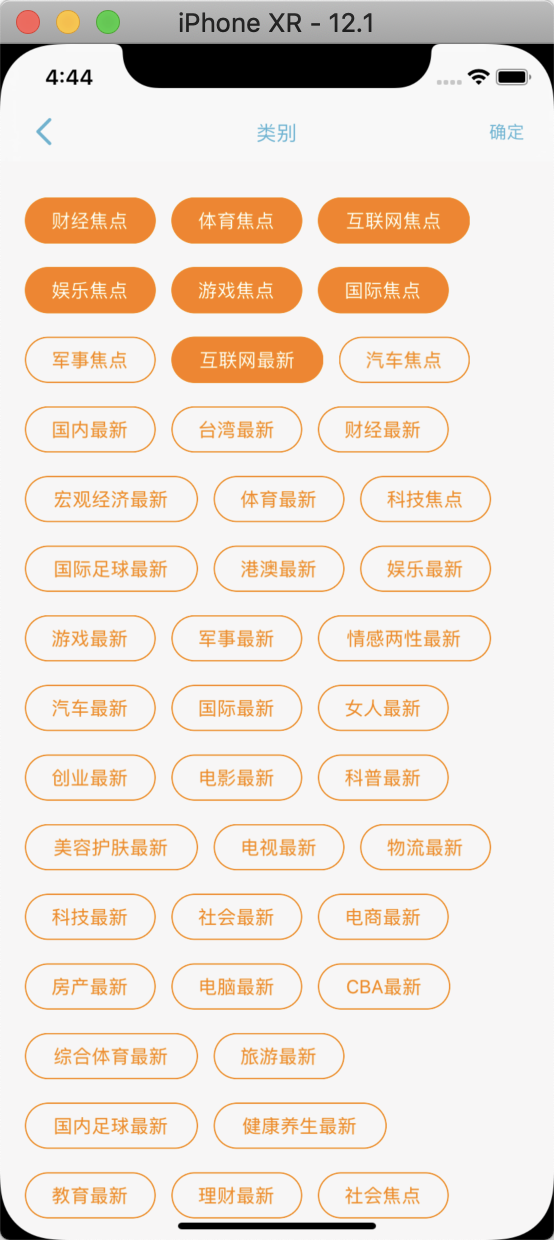 iPhone XR - 12.1
4:44
类别 确定
财经焦点 体育焦点 互联网焦点
娱乐焦点 游戏焦点 国际焦点
军事焦点 互联网最新 汽车焦点
国内最新 台湾最新 财经最新
宏观经济最新 体育最新 科技焦点
国际足球最新 港澳最新 娱乐最新
游戏最新 军事最新 情感两性最新
汽车最新 国际最新 女人最新
创业最新 电影最新 科普最新
美容护肤最新 电视最新 物流最新
科技最新 社会最新 电商最新
房产最新 电脑最新 CBA最新
综合体育最新 旅游最新
国内足球最新 健康养生最新
教育最新 理财最新 社会焦点